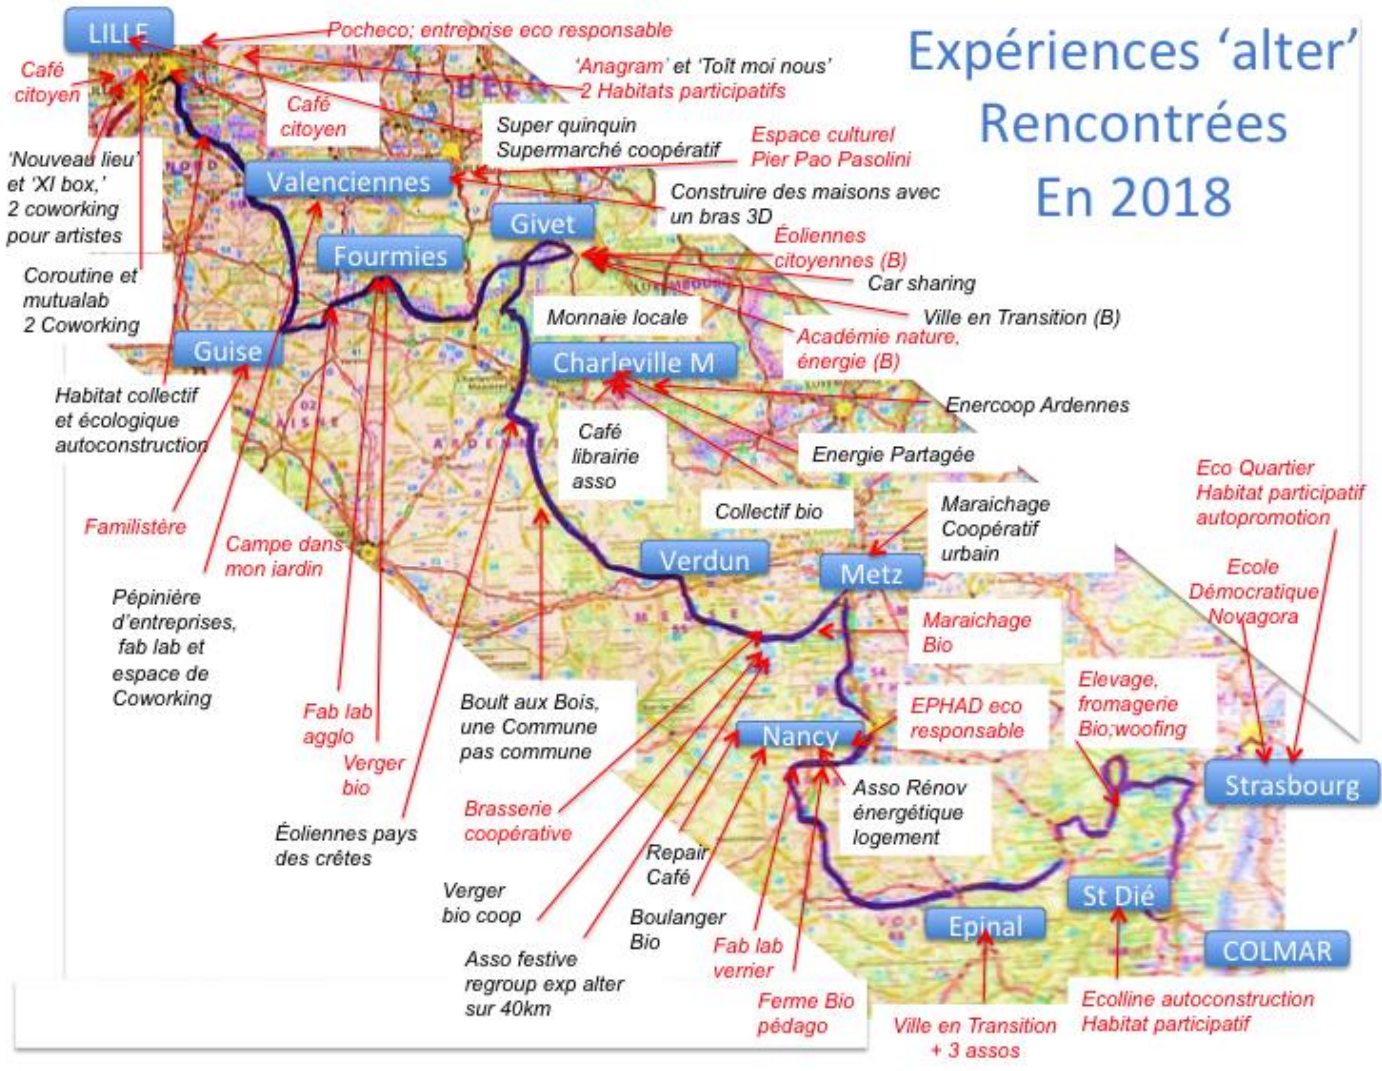 LILLE
Pocheco; entreprise eco responsable
Expériences ‘alter’
Rencontrées
En 2018
Café
citoyen
‘Anagram’ et ‘Toît moi nous’
2 Habitats participatifs
Café
citoyen
Super quinquin
Supermarché coopératif
Espace culturel
Pier Pao Pasolini
‘Nouveau lieu’
et ‘XI box,’
2 coworking
pour artistes
Valenciennes
Construire des maisons avec
un bras 3D
Givet
Fourmies
Éoliennes
citoyennes (B)
Car sharing
Coroutine et
mutualab
2 Coworking
Monnaie locale
Ville en Transition (B)
Académie nature,
énergie (B)
Guise
Charleville M
Habitat collectif
et écologique
autoconstruction
Enercoop Ardennes
Café
librairie
asso
Energie Partagée
Collectif bio
Maraichage
Coopératif
urbain
Eco Quartier
Habitat participatif
autopromotion
Familistère
Campe dans
mon jardin
Verdun
Metz
Ecole
Démocratique
Novagora
Pépinière
d’entreprises,
fab lab et
espace de
Coworking
Maraichage
Bio
Fab lab
agglo
Verger
bio
Boult aux Bois,
une Commune
pas commune
EPHAD eco
responsable
Elevage,
fromagerie
Bio;woofing
Nancy
Strasbourg
Éoliennes pays
des crêtes
Brasserie
coopérative
Asso Rénov
énergétique
logement
Repair
Café
Verger
bio coop
Boulanger
Bio
St Dié
Epinal
COLMAR
Asso festive
regroup exp alter
sur 40km
Fab lab
verrier
Ferme Bio
pédago
Ville en Transition
+ 3 assos
Ecolline autoconstruction
Habitat participatif
NORD
02
AISNE
ARDENNE
MEUSE
55
54